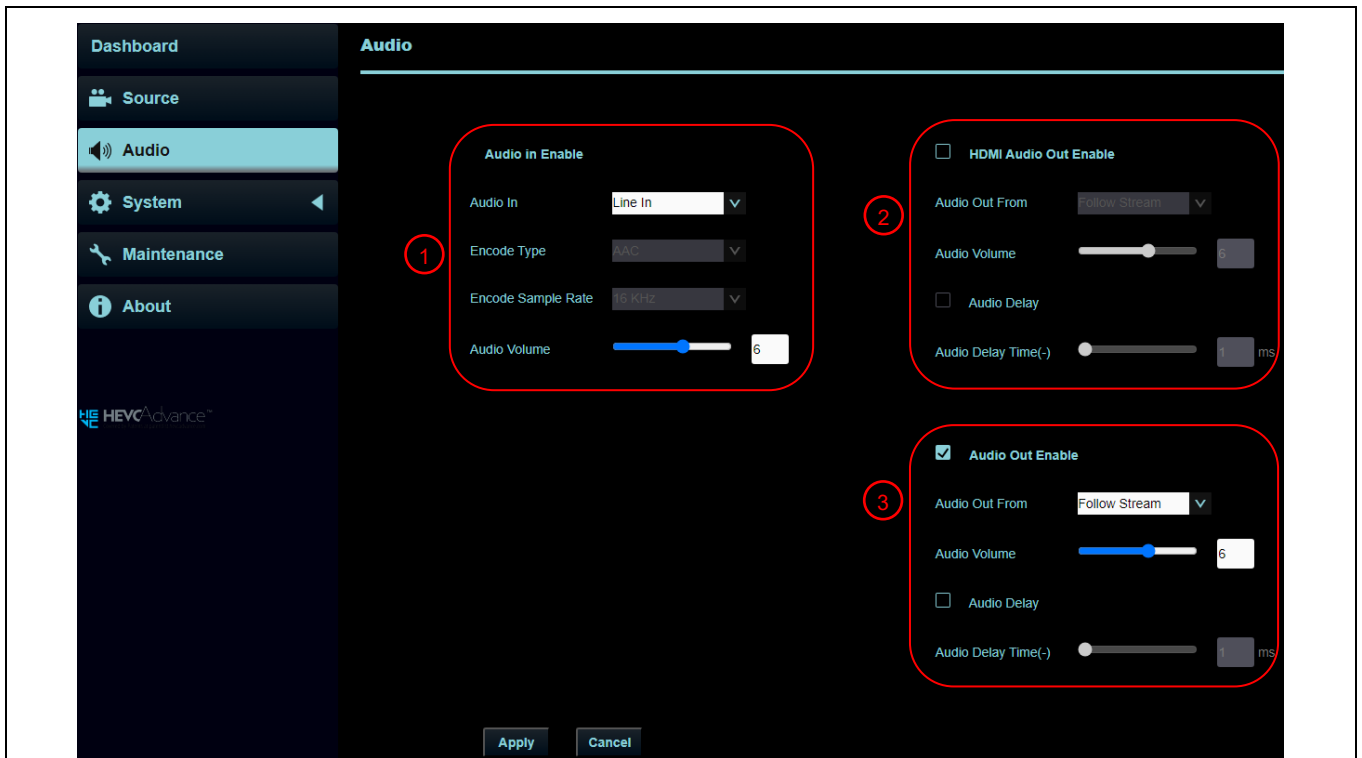 Dashboard
Source
Audio
System
Maintenance
About
HEVC HEVCAdvance™
Audio
1
Audio in Enable
Audio In Line In
Encode Type AAC
Encode Sample Rate 16 KHz
Audio Volume 6
2
HDMI Audio Out Enable
Audio Out From Follow Stream
Audio Volume 6
Audio Delay
Audio Delay Time(-) 1 ms
3
Audio Out Enable
Audio Out From Follow Stream
Audio Volume 6
Audio Delay
Audio Delay Time(-) 1 ms
Apply Cancel